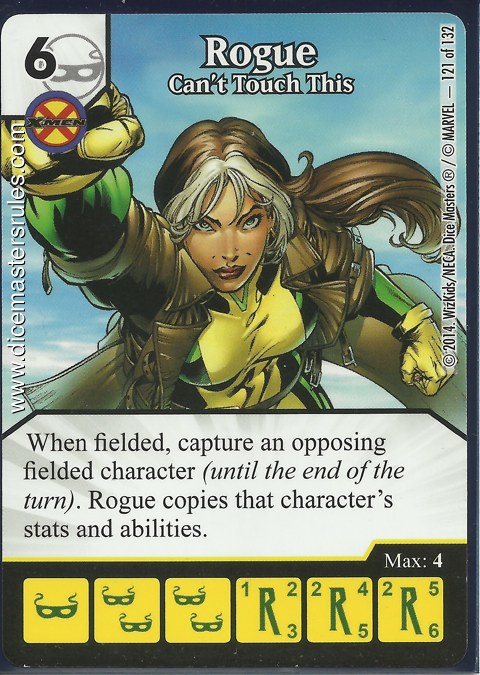 6
Rogue
Can't Touch This
X-MEN
www.dicemastersrules.com
© 2014. WizKids/NECA. Dice Masters ® / © MARVEL — 121 of 132
When fielded, capture an opposing
fielded character (until the end of the
turn). Rogue copies that character's
stats and abilities.
Max: 4
1 R 2 3
2 R 4 5
2 R 5 6